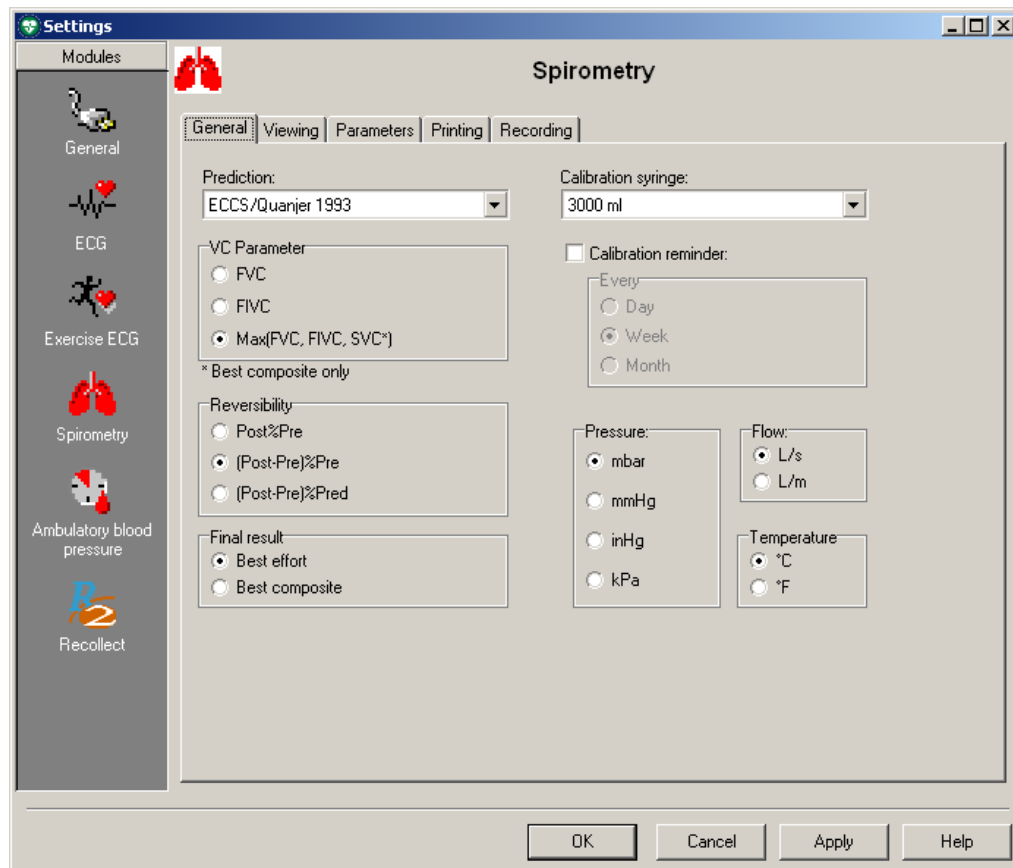 Settings
Modules
General
ECG
Exercise ECG
Spirometry
Ambulatory blood
pressure
Recollect
Spirometry
General
Viewing
Parameters
Printing
Recording
Prediction:
ECCS/Quanjer 1993
VC Parameter
FVC
FIVC
Max(FVC, FIVC, SVC*)
* Best composite only
Reversibility
Post%Pre
(Post-Pre)%Pre
(Post-Pre)%Pred
Final result
Best effort
Best composite
Calibration syringe:
3000 ml
Calibration reminder:
Every
Day
Week
Month
Pressure:
mbar
mmHg
inHg
kPa
Flow:
L/s
L/m
Temperature
°C
°F
OK
Cancel
Apply
Help